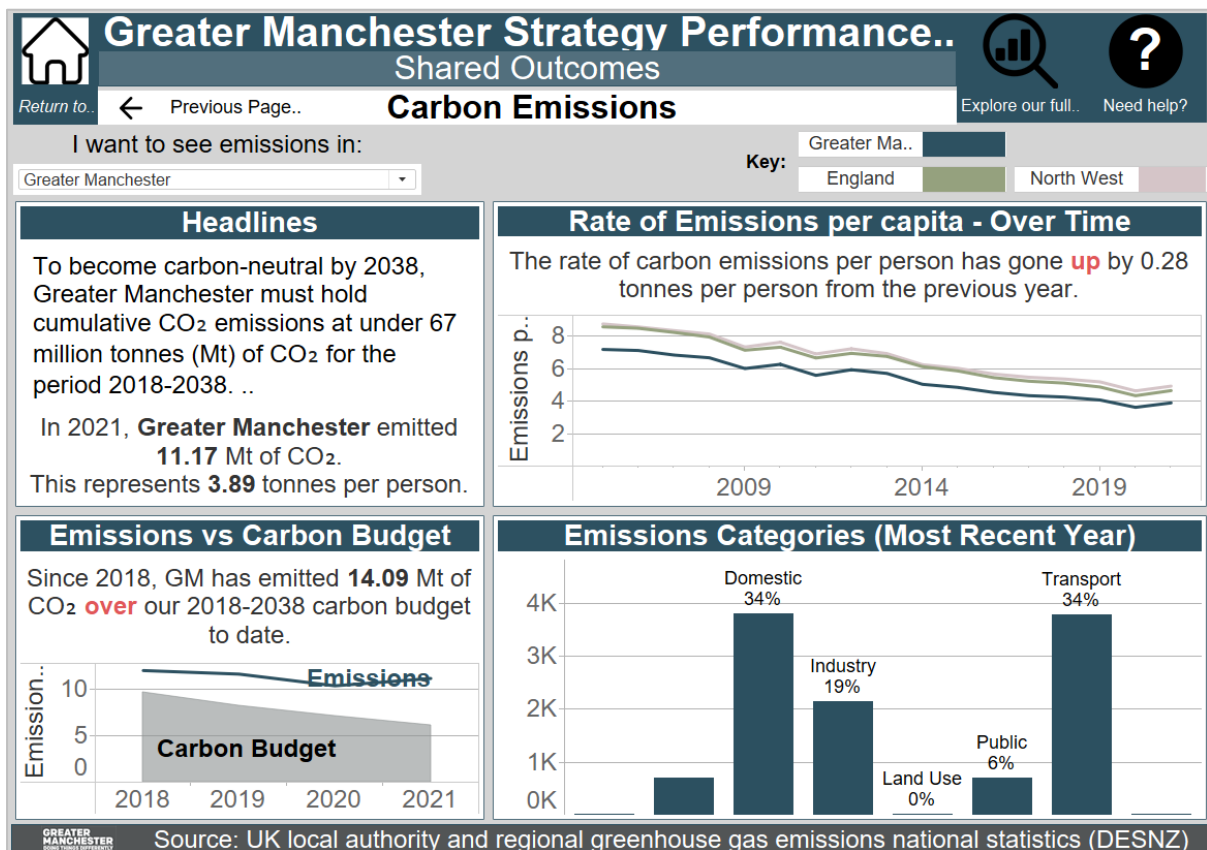 Greater Manchester Strategy Performance..
Shared Outcomes
Return to..
Previous Page..
Carbon Emissions
Explore our full..
?
Need help?
I want to see emissions in:
Greater Manchester
Key:
Greater Ma..
England
North West
Headlines
To become carbon-neutral by 2038,
Greater Manchester must hold
cumulative CO₂ emissions at under 67
million tonnes (Mt) of CO₂ for the
period 2018-2038. ..
In 2021, Greater Manchester emitted
11.17 Mt of CO₂.
This represents 3.89 tonnes per person.
Rate of Emissions per capita - Over Time
The rate of carbon emissions per person has gone up by 0.28
tonnes per person from the previous year.
Emissions p..
8
6
4
2
2009 2014 2019
Emissions vs Carbon Budget
Since 2018, GM has emitted 14.09 Mt of
CO₂ over our 2018-2038 carbon budget
to date.
Emission..
10
5
0
Emissions
Carbon Budget
2018 2019 2020 2021
Emissions Categories (Most Recent Year)
4K
3K
2K
1K
0K
Domestic
34%
Industry
19%
Land Use
0%
Public
6%
Transport
34%
GREATER
MANCHESTER
DOING THINGS DIFFERENTLY
Source: UK local authority and regional greenhouse gas emissions national statistics (DESNZ)